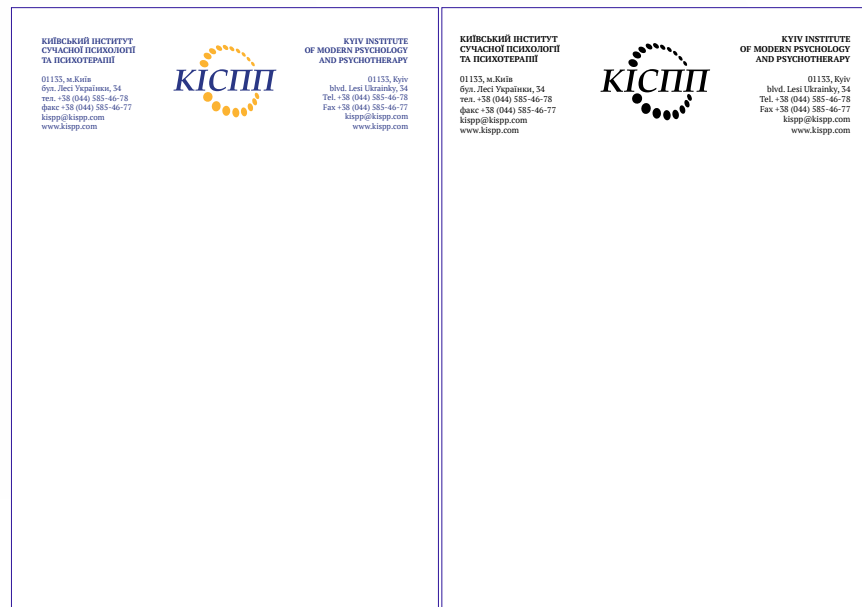 КИЇВСЬКИЙ ІНСТИТУТ
СУЧАСНОЇ ПСИХОЛОГІЇ
ТА ПСИХОТЕРАПІЇ
01133, м.Київ
бул. Лесі Українки, 34
тел. +38 (044) 585-46-78
факс +38 (044) 585-46-77
kispp@kispp.com
www.kispp.com
КІСПП
KYIV INSTITUTE
OF MODERN PSYCHOLOGY
AND PSYCHOTHERAPY
01133, Kyiv
blvd. Lesi Ukrainky, 34
Tel. +38 (044) 585-46-78
Fax +38 (044) 585-46-77
kispp@kispp.com
www.kispp.com
КИЇВСЬКИЙ ІНСТИТУТ
СУЧАСНОЇ ПСИХОЛОГІЇ
ТА ПСИХОТЕРАПІЇ
01133, м.Київ
бул. Лесі Українки, 34
тел. +38 (044) 585-46-78
факс +38 (044) 585-46-77
kispp@kispp.com
www.kispp.com
КІСПП
KYIV INSTITUTE
OF MODERN PSYCHOLOGY
AND PSYCHOTHERAPY
01133, Kyiv
blvd. Lesi Ukrainky, 34
Tel. +38 (044) 585-46-78
Fax +38 (044) 585-46-77
kispp@kispp.com
www.kispp.com